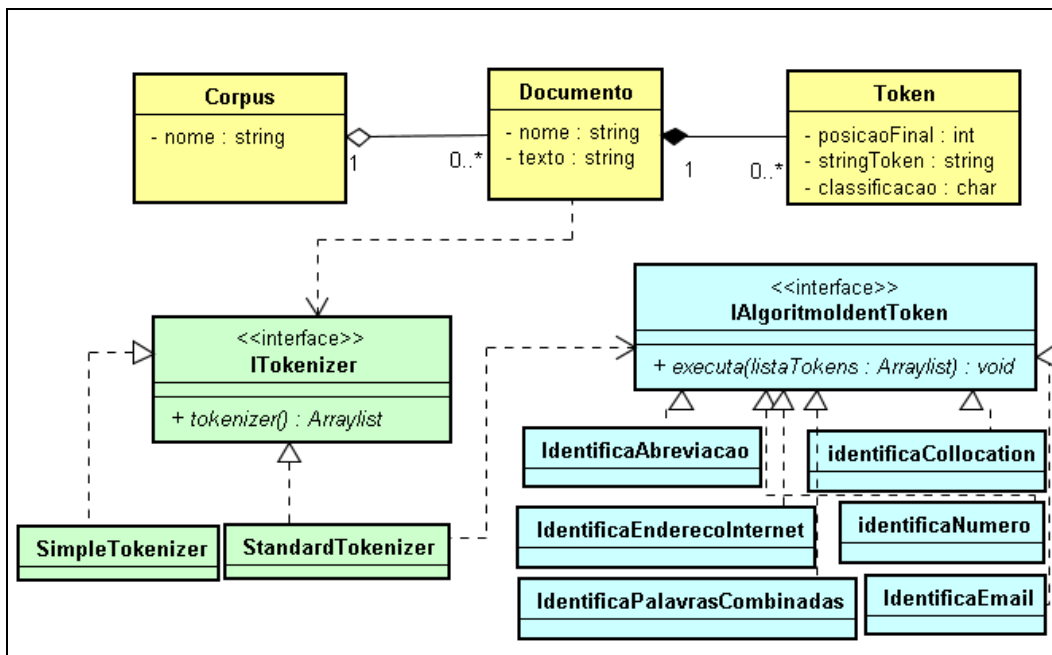 Corpus
- nome : string
1
0..*
Documento
- nome : string
- texto : string
1
0..*
Token
- posicaoFinal : int
- stringToken : string
- classificacao : char
<<interface>>
ITokenizer
+ tokenizer() : Arraylist
<<interface>>
IAlgoritmoIdentToken
+ executa(listaTokens : Arraylist) : void
IdentificaAbreviacao
identificaCollocation
IdentificaEnderecoInternet
identificaNumero
IdentificaPalavrasCombinadas
IdentificaEmail
SimpleTokenizer
StandardTokenizer